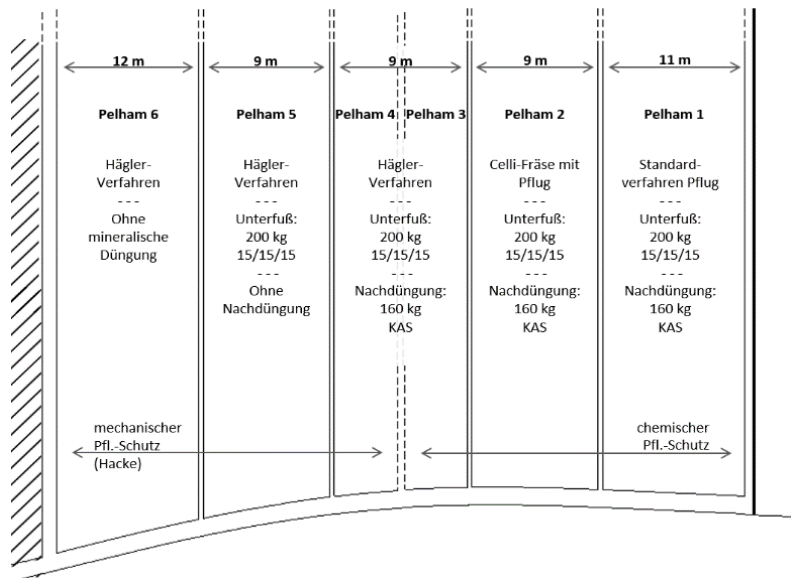 12 m
9 m
9 m
9 m
11 m
Pelham 6
Pelham 5
Pelham 4
Pelham 3
Pelham 2
Pelham 1
Hägler-
Verfahren
- - -
Ohne
mineralische
Düngung
Hägler-
Verfahren
- - -
Unterfuß:
200 kg
15/15/15
- - -
Ohne
Nachdüngung
Hägler-
Verfahren
- - -
Unterfuß:
200 kg
15/15/15
- - -
Nachdüngung:
160 kg
KAS
Celli-Fräse mit
Pflug
- - -
Unterfuß:
200 kg
15/15/15
- - -
Nachdüngung:
160 kg
KAS
Standard-
verfahren Pflug
- - -
Unterfuß:
200 kg
15/15/15
- - -
Nachdüngung:
160 kg
KAS
mechanischer
Pfl.-Schutz
(Hacke)
chemischer
Pfl.-Schutz